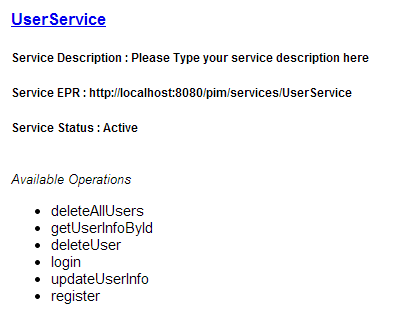 UserService
Service Description : Please Type your service description here
Service EPR : http://localhost:8080/pim/services/UserService
Service Status : Active
Available Operations
deleteAllUsers
getUserInfoById
deleteUser
login
updateUserInfo
register